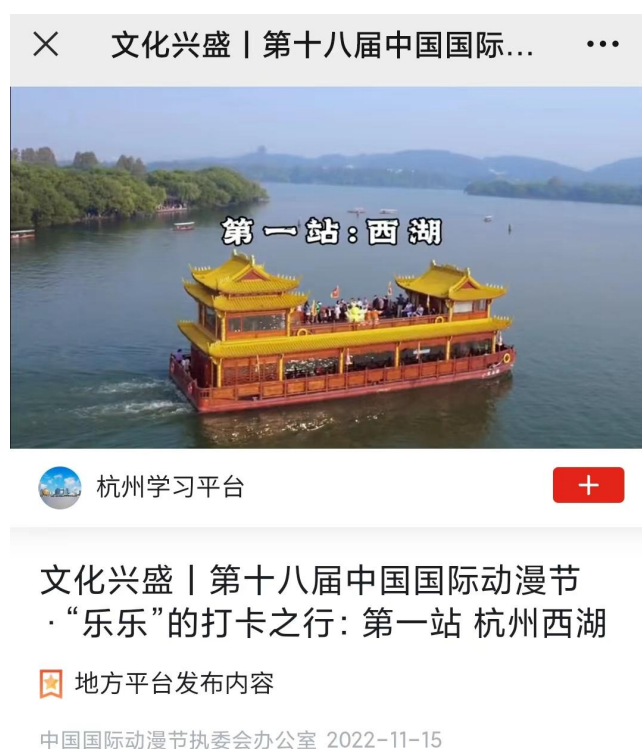 文化兴盛丨第十八届中国国际...
第一站:西湖
杭州学习平台
文化兴盛丨第十八届中国国际动漫节
·“乐乐”的打卡之行: 第一站 杭州西湖
地方平台发布内容
中国国际动漫节执委会办公室 2022-11-15